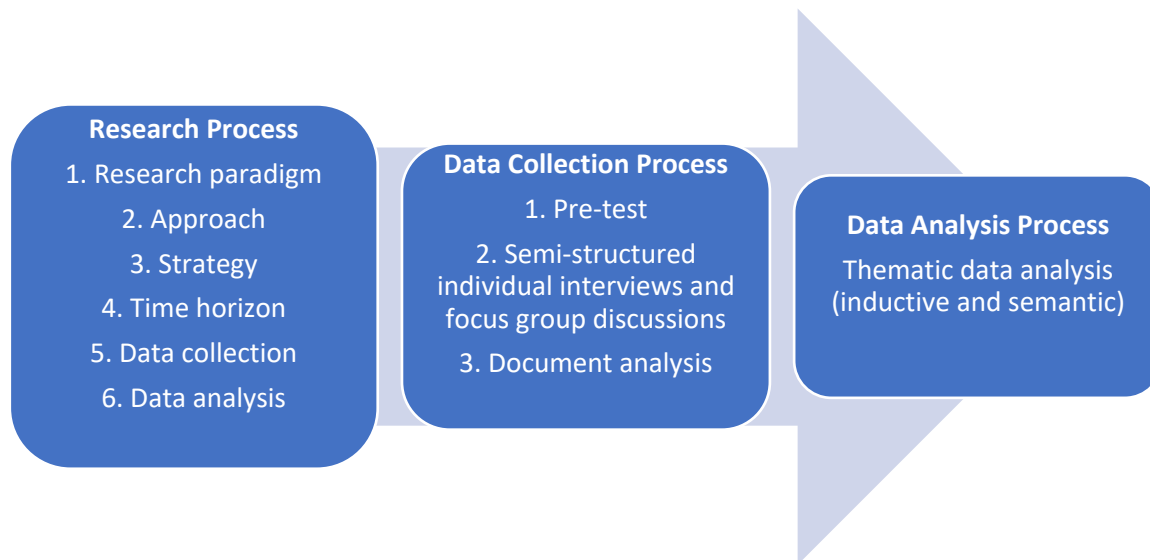 Research Process
1. Research paradigm
2. Approach
3. Strategy
4. Time horizon
5. Data collection
6. Data analysis
Data Collection Process
1. Pre-test
2. Semi-structured
individual interviews and
focus group discussions
3. Document analysis
Data Analysis Process
Thematic data analysis
(inductive and semantic)